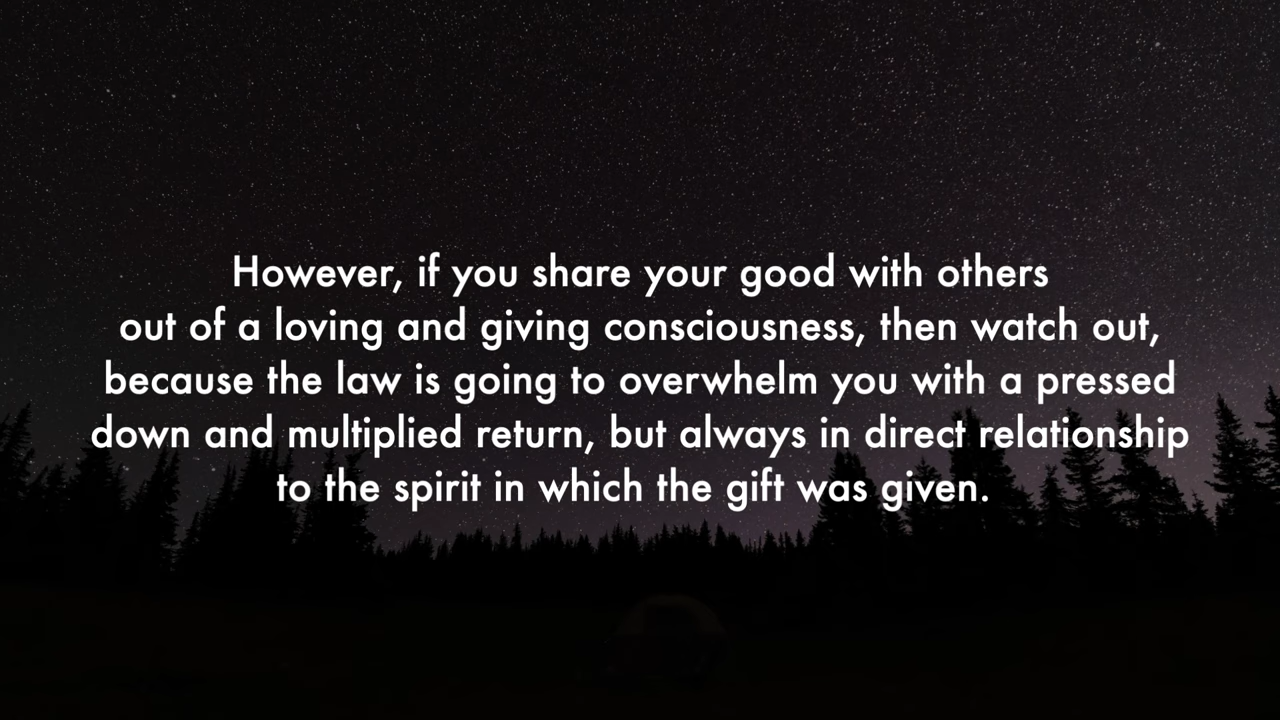 However, if you share your good with others
out of a loving and giving consciousness, then watch out,
because the law is going to overwhelm you with a pressed
down and multiplied return, but always in direct relationship
to the spirit in which the gift was given.